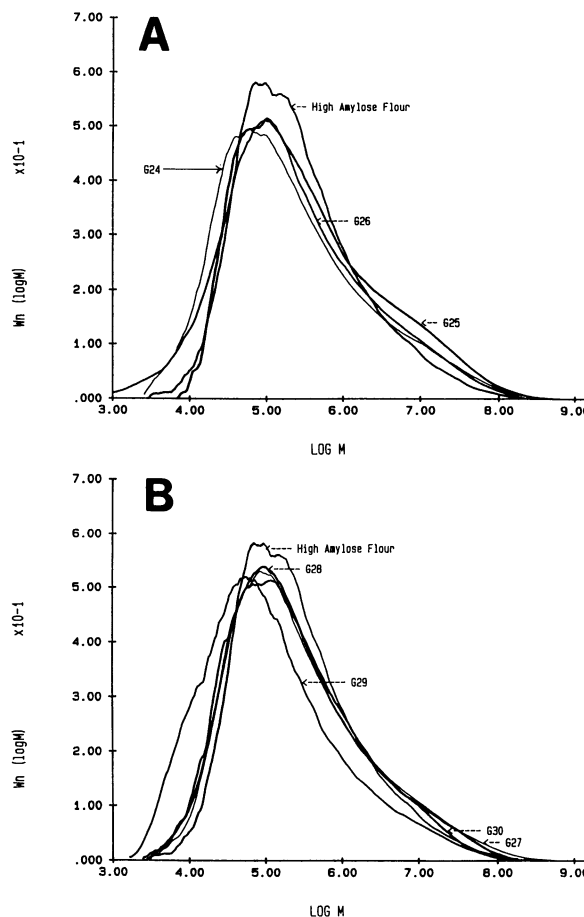 A
7.00
6.00
High Amylose Flour
5.00
x10-1
G24
4.00
G26
3.00
Wn (logM)
2.00
G25
1.00
.000
3.00 4.00 5.00 6.00 7.00 8.00 9.00
LOG M
B
7.00
6.00
High Amylose Flour
G28
5.00
x10-1
4.00
G29
3.00
Wn (logM)
2.00
1.00
G30
G27
.000
3.00 4.00 5.00 6.00 7.00 8.00 9.00
LOG M